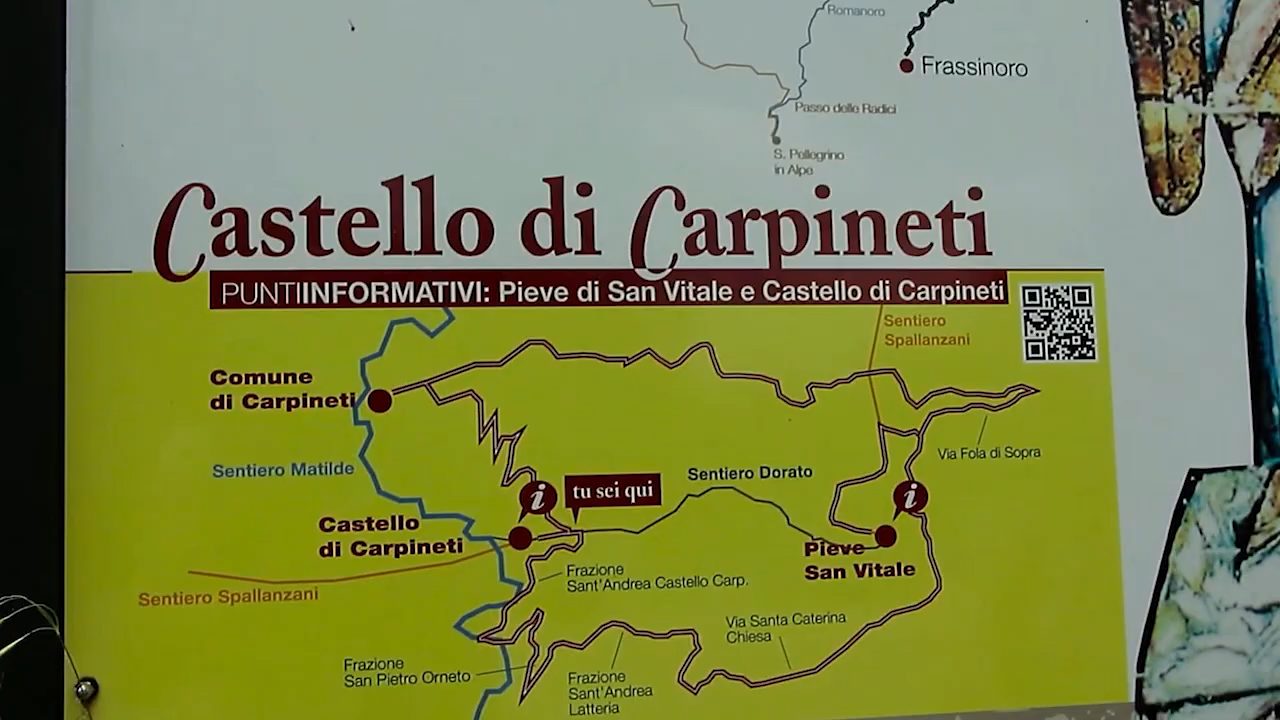 Romanoro
Frassinoro
Passo delle Radici
S. Pellegrino
in Alpe
Castello di Carpineti
PUNTIINFORMATIVI: Pieve di San Vitale e Castello di Carpineti
Sentiero
Spallanzani
Comune
di Carpineti
Via Fola di Sopra
Sentiero Matilde
Sentiero Dorato
i
tu sei qui
i
Castello
di Carpineti
Pieve
San Vitale
Frazione
Sant'Andrea Castello Carp.
Sentiero Spallanzani
Via Santa Caterina
Chiesa
Frazione
San Pietro Orneto
Frazione
Sant'Andrea
Latteria